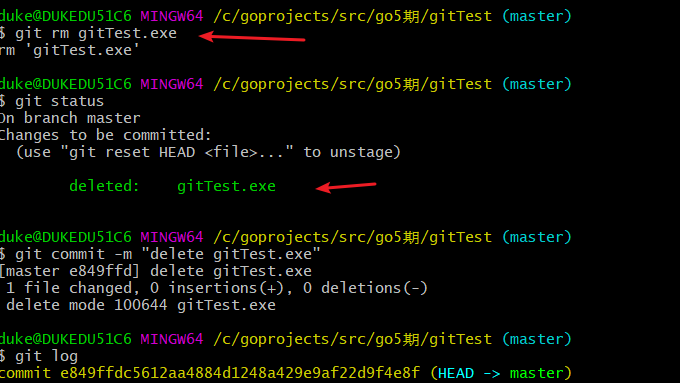 duke@DUKEDU51C6 MINGW64 /c/goprojects/src/go5期/gitTest (master)
$ git rm gitTest.exe
rm 'gitTest.exe'
duke@DUKEDU51C6 MINGW64 /c/goprojects/src/go5期/gitTest (master)
$ git status
On branch master
Changes to be committed:
(use "git reset HEAD <file>..." to unstage)
deleted: gitTest.exe
duke@DUKEDU51C6 MINGW64 /c/goprojects/src/go5期/gitTest (master)
$ git commit -m "delete gitTest.exe"
[master e849ffd] delete gitTest.exe
1 file changed, 0 insertions(+), 0 deletions(-)
delete mode 100644 gitTest.exe
duke@DUKEDU51C6 MINGW64 /c/goprojects/src/go5期/gitTest (master)
$ git log
commit e849ffdc5612aa4884d1248a429e9af22d9f4e8f (HEAD -> master)